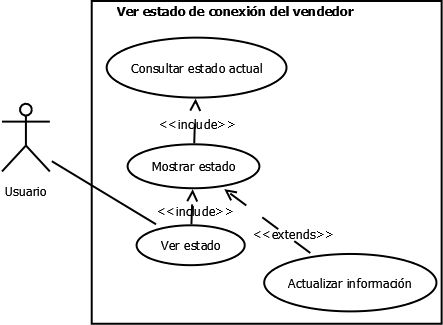 Ver estado de conexión del vendedor
Consultar estado actual
<<include>>
Mostrar estado
Usuario
<<include>>
<<extends>>
Ver estado
Actualizar información